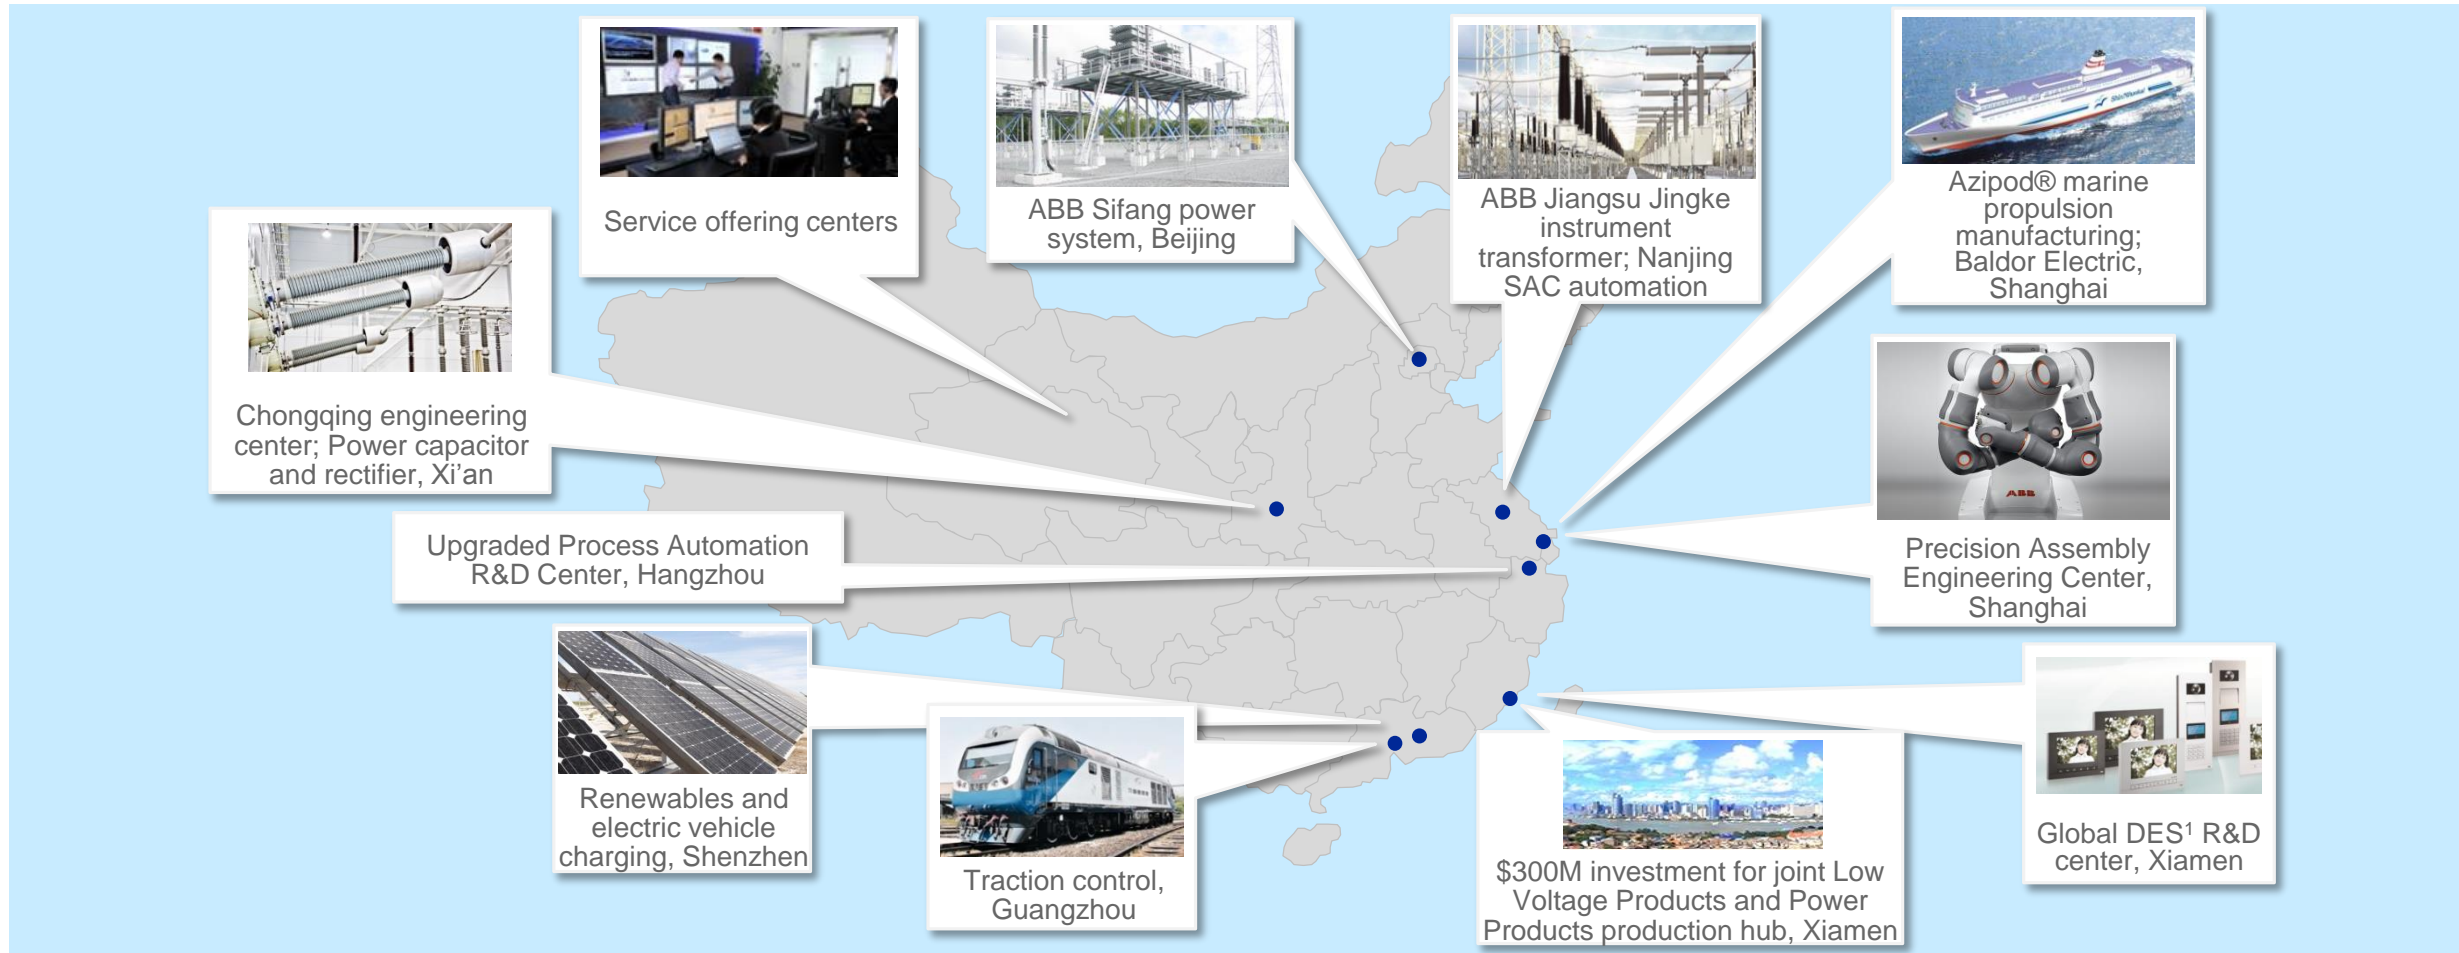 Service offering centers
ABB Sifang power
system, Beijing
ABB Jiangsu Jingke
instrument
transformer; Nanjing
SAC automation
Azipod® marine
propulsion
manufacturing;
Baldor Electric,
Shanghai
Chongqing engineering
center; Power capacitor
and rectifier, Xi’an
ABB
Precision Assembly
Engineering Center,
Shanghai
Upgraded Process Automation
R&D Center, Hangzhou
Renewables and
electric vehicle
charging, Shenzhen
Traction control,
Guangzhou
$300M investment for joint Low
Voltage Products and Power
Products production hub, Xiamen
Global DES¹ R&D
center, Xiamen